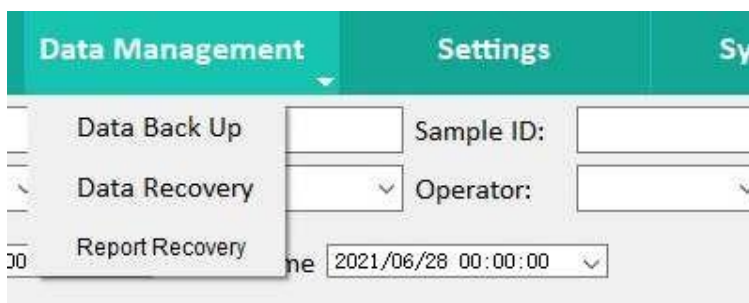 Data Management Settings Sy
Data Back Up Sample ID:
Data Recovery Operator:
Report Recovery
00 me 2021/06/28 00:00:00